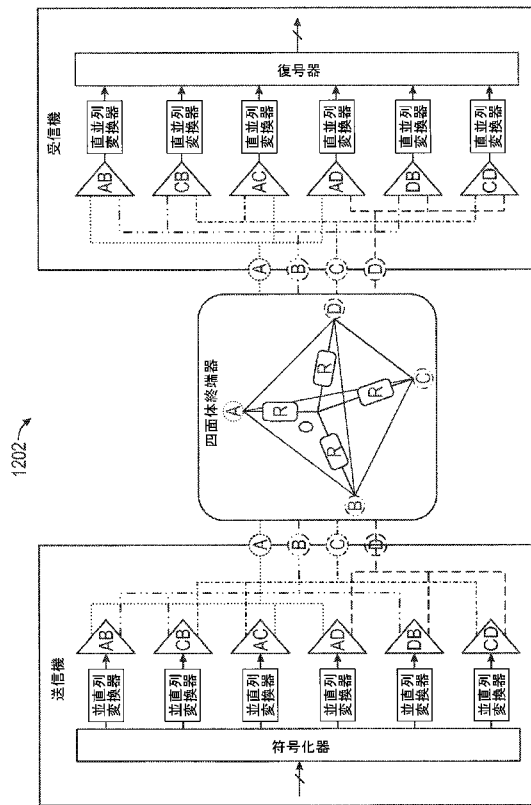 1202
送信機
符号化器
並直列
変換器
並直列
変換器
並直列
変換器
並直列
変換器
並直列
変換器
並直列
変換器
AB
CB
AC
AD
DB
CD
A
B
C
D
四面体終端器
A
B
C
D
O
R
R
R
R
A
B
C
D
受信機
AB
CB
AC
AD
DB
CD
直並列
変換器
直並列
変換器
直並列
変換器
直並列
変換器
直並列
変換器
直並列
変換器
復号器